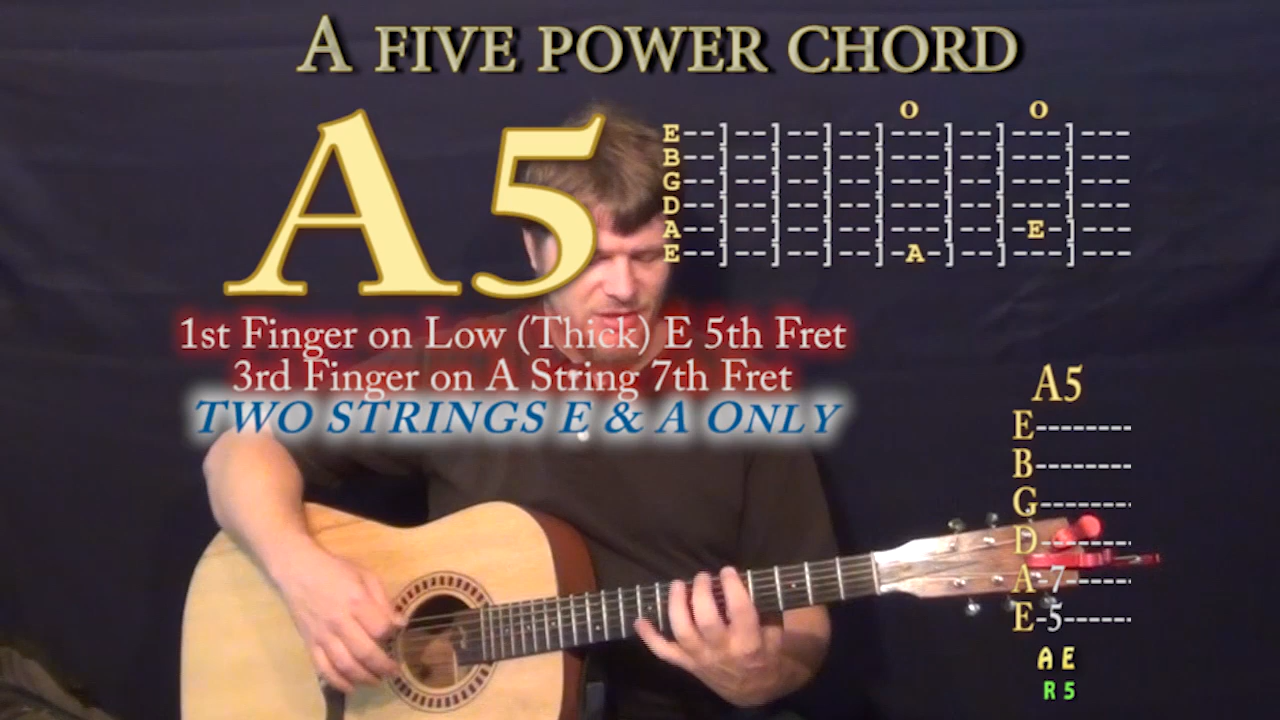 A FIVE POWER CHORD
A5
O O
E--]--]--]--]---]--]---]---
B--]--]--]--]---]--]---]---
G--]--]--]--]---]--]---]---
D--]--]--]--]---]--]---]---
A--]--]--]--]---]--]-E-]---
E--]--]--]--]-A-]--]---]---
1st Finger on Low (Thick) E 5th Fret
3rd Finger on A String 7th Fret
TWO STRINGS E & A ONLY
A5
E--------
B--------
G--------
D--------
A-7------
E-5------
A E
R 5